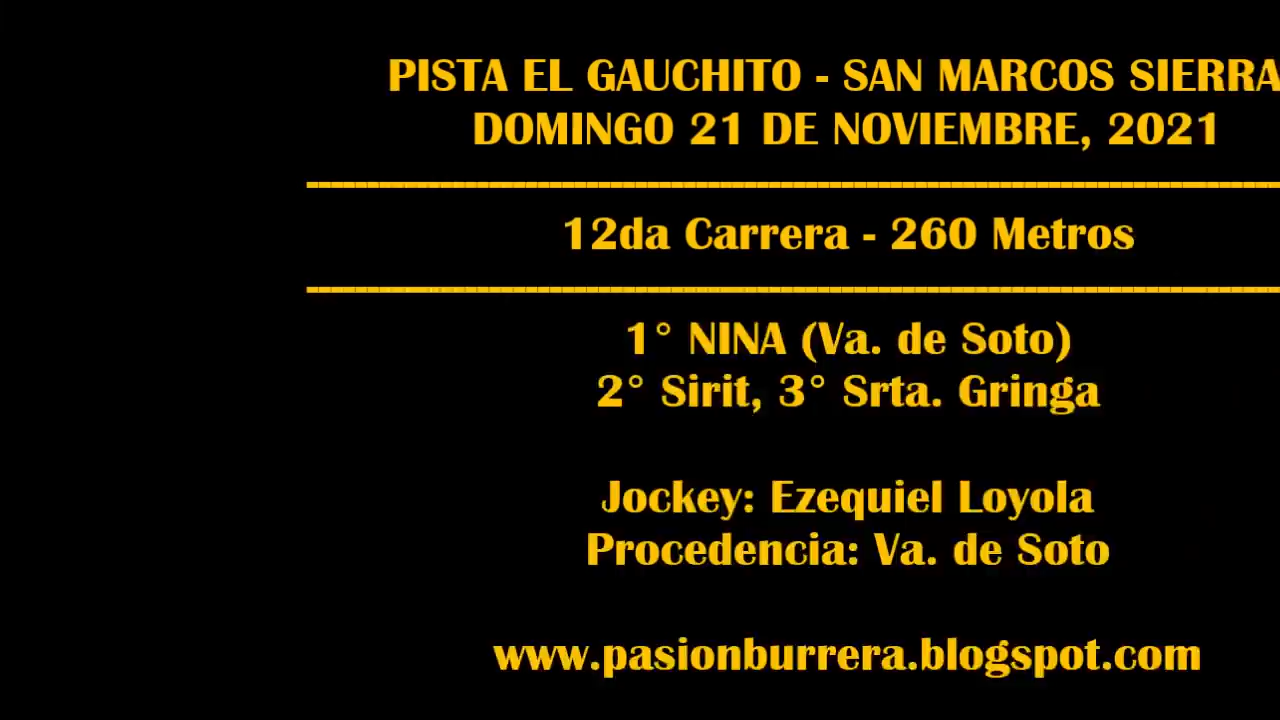 PISTA EL GAUCHITO - SAN MARCOS SIERRA
DOMINGO 21 DE NOVIEMBRE, 2021
12da Carrera - 260 Metros
1° NINA (Va. de Soto)
2° Sirit, 3° Srta. Gringa
Jockey: Ezequiel Loyola
Procedencia: Va. de Soto
www.pasionburrera.blogspot.com